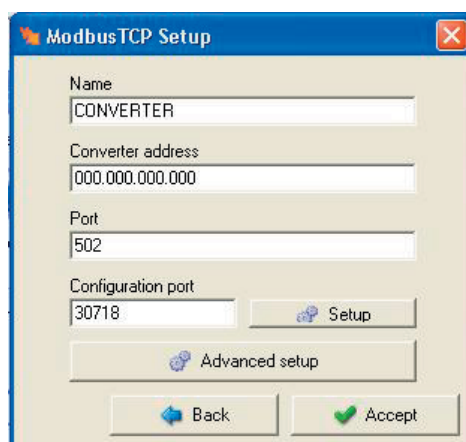 ModbusTCP Setup
Name
CONVERTER
Converter address
000.000.000.000
Port
502
Configuration port
30718
Setup
Advanced setup
Back
Accept